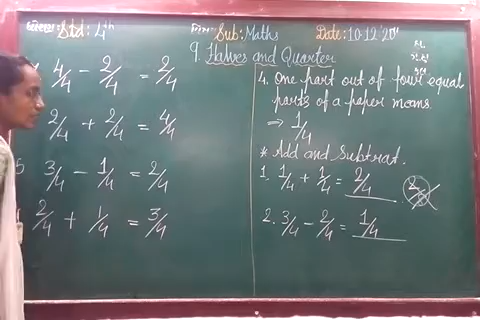 Std: 4th
Sub: Maths
Date: 10-12-20
9. Halves and Quarter
4/4 - 2/4 = 2/4
2/4 + 2/4 = 4/4
3/4 - 1/4 = 2/4
2/4 + 1/4 = 3/4
4. One part out of four equal
parts of a paper means.
⇒ 1/4
* Add and Subtrat.
1. 1/4 + 1/4 = 2/4
2. 3/4 - 2/4 = 1/4